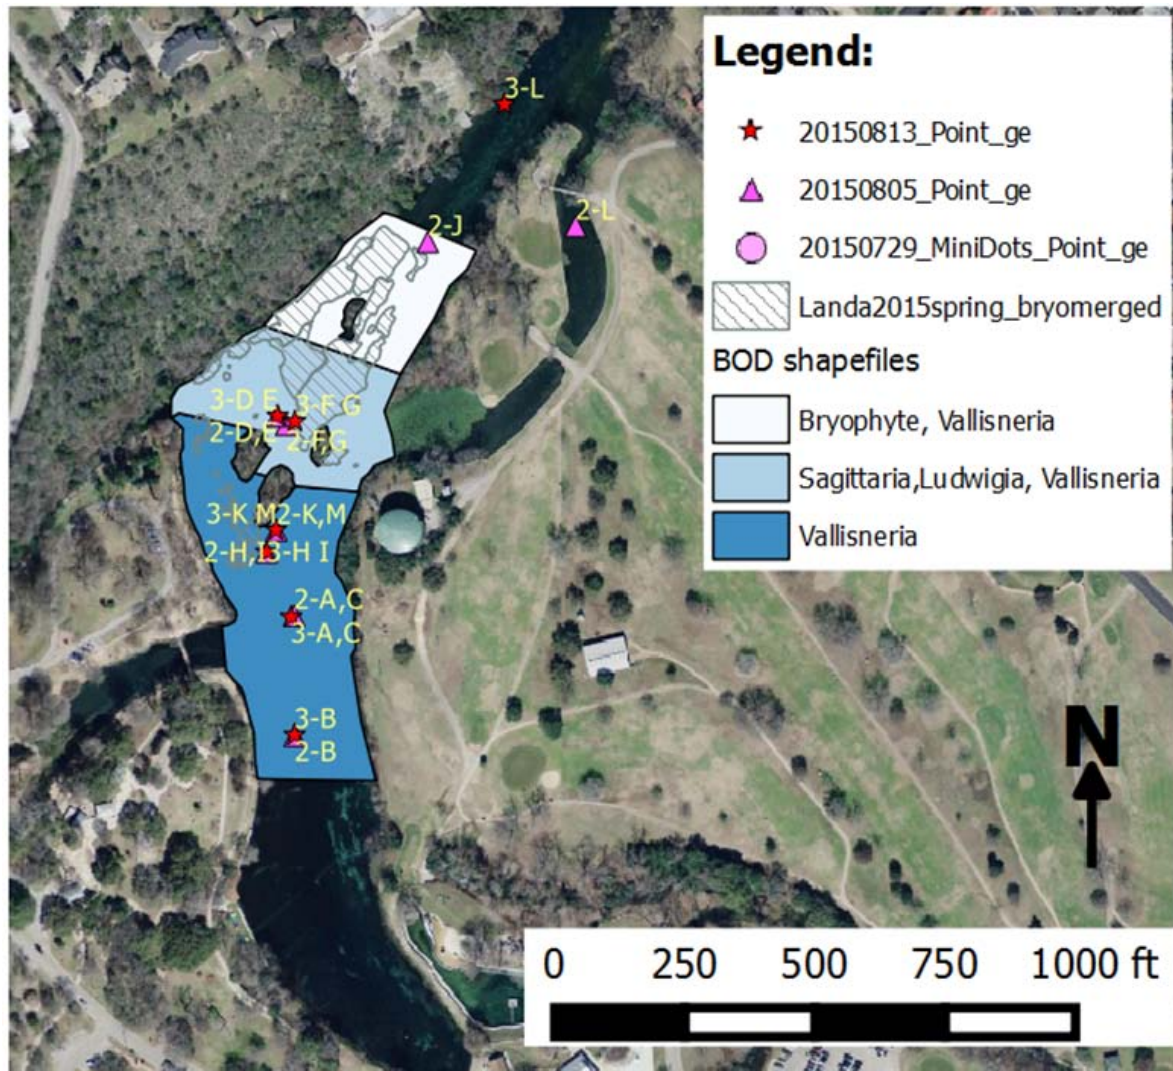 Legend:
20150813_Point_ge
20150805_Point_ge
20150729_MiniDots_Point_ge
Landa2015spring_bryomerged
BOD shapefiles
Bryophyte, Vallisneria
Sagittaria,Ludwigia, Vallisneria
Vallisneria
3-L
2-J
2-L
3-D E
3-F G
2-D,E
2-F,G
3-K M
2-K,M
2-H,I
3-H I
2-A,C
3-A,C
3-B
2-B
N
0 250 500 750 1000 ft